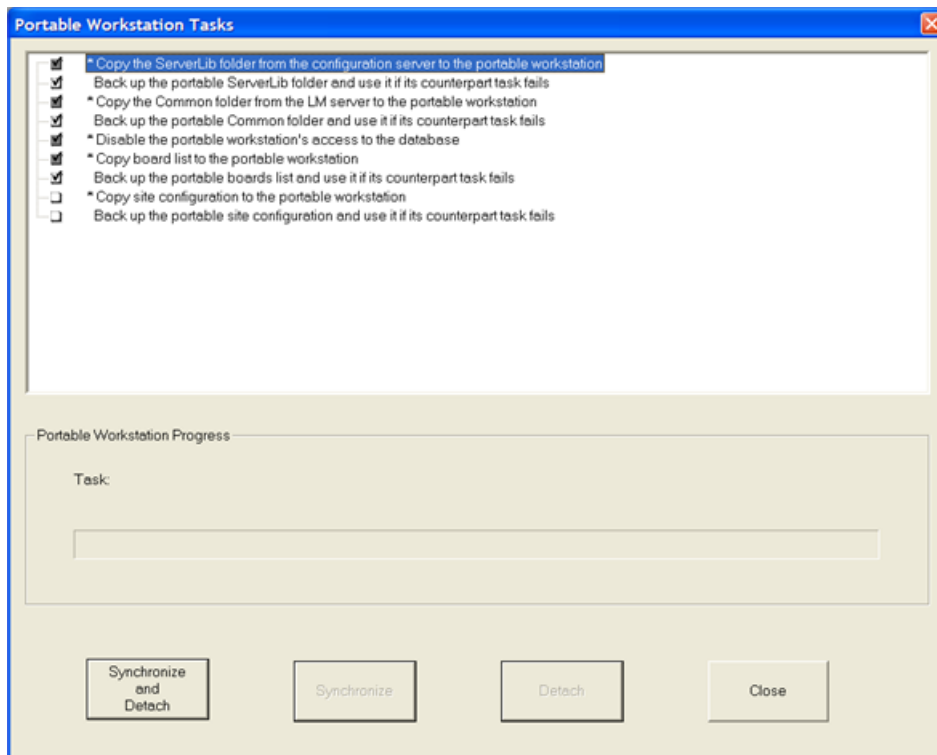 Portable Workstation Tasks
* Copy the ServerLib folder from the configuration server to the portable workstation
Back up the portable ServerLib folder and use it if its counterpart task fails
* Copy the Common folder from the LM server to the portable workstation
Back up the portable Common folder and use it if its counterpart task fails
* Disable the portable workstation's access to the database
* Copy board list to the portable workstation
Back up the portable boards list and use it if its counterpart task fails
* Copy site configuration to the portable workstation
Back up the portable site configuration and use it if its counterpart task fails
Portable Workstation Progress
Task:
Synchronize
and
Detach
Synchronize
Detach
Close